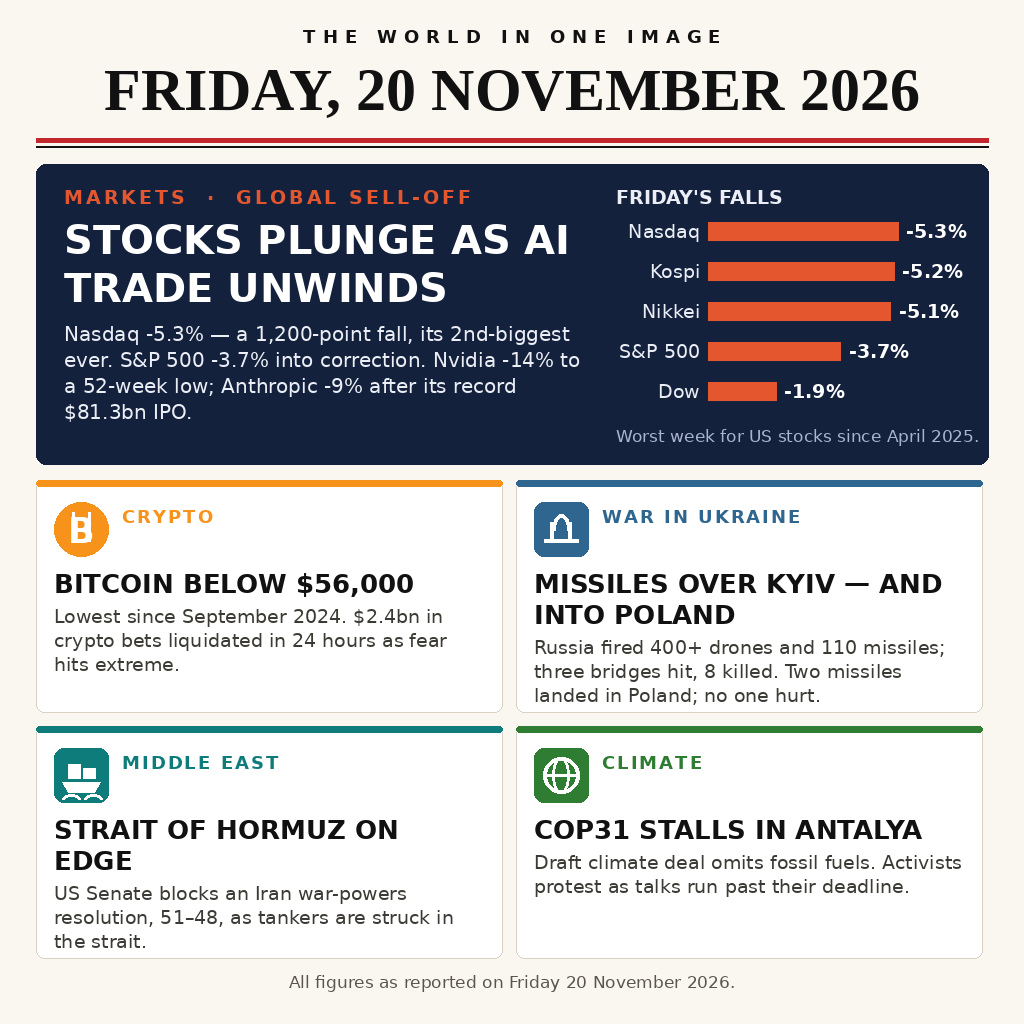 THE WORLD IN ONE IMAGE
FRIDAY, 20 NOVEMBER 2026
MARKETS · GLOBAL SELL-OFF
STOCKS PLUNGE AS AI
TRADE UNWINDS
Nasdaq -5.3% — a 1,200-point fall, its 2nd-biggest
ever. S&P 500 -3.7% into correction. Nvidia -14% to
a 52-week low; Anthropic -9% after its record
$81.3bn IPO.
FRIDAY'S FALLS
Nasdaq -5.3%
Kospi -5.2%
Nikkei -5.1%
S&P 500 -3.7%
Dow -1.9%
Worst week for US stocks since April 2025.
B
CRYPTO
BITCOIN BELOW $56,000
Lowest since September 2024. $2.4bn in
crypto bets liquidated in 24 hours as fear
hits extreme.
WAR IN UKRAINE
MISSILES OVER KYIV — AND
INTO POLAND
Russia fired 400+ drones and 110 missiles;
three bridges hit, 8 killed. Two missiles
landed in Poland; no one hurt.
MIDDLE EAST
STRAIT OF HORMUZ ON
EDGE
US Senate blocks an Iran war-powers
resolution, 51–48, as tankers are struck in
the strait.
CLIMATE
COP31 STALLS IN ANTALYA
Draft climate deal omits fossil fuels. Activists
protest as talks run past their deadline.
All figures as reported on Friday 20 November 2026.